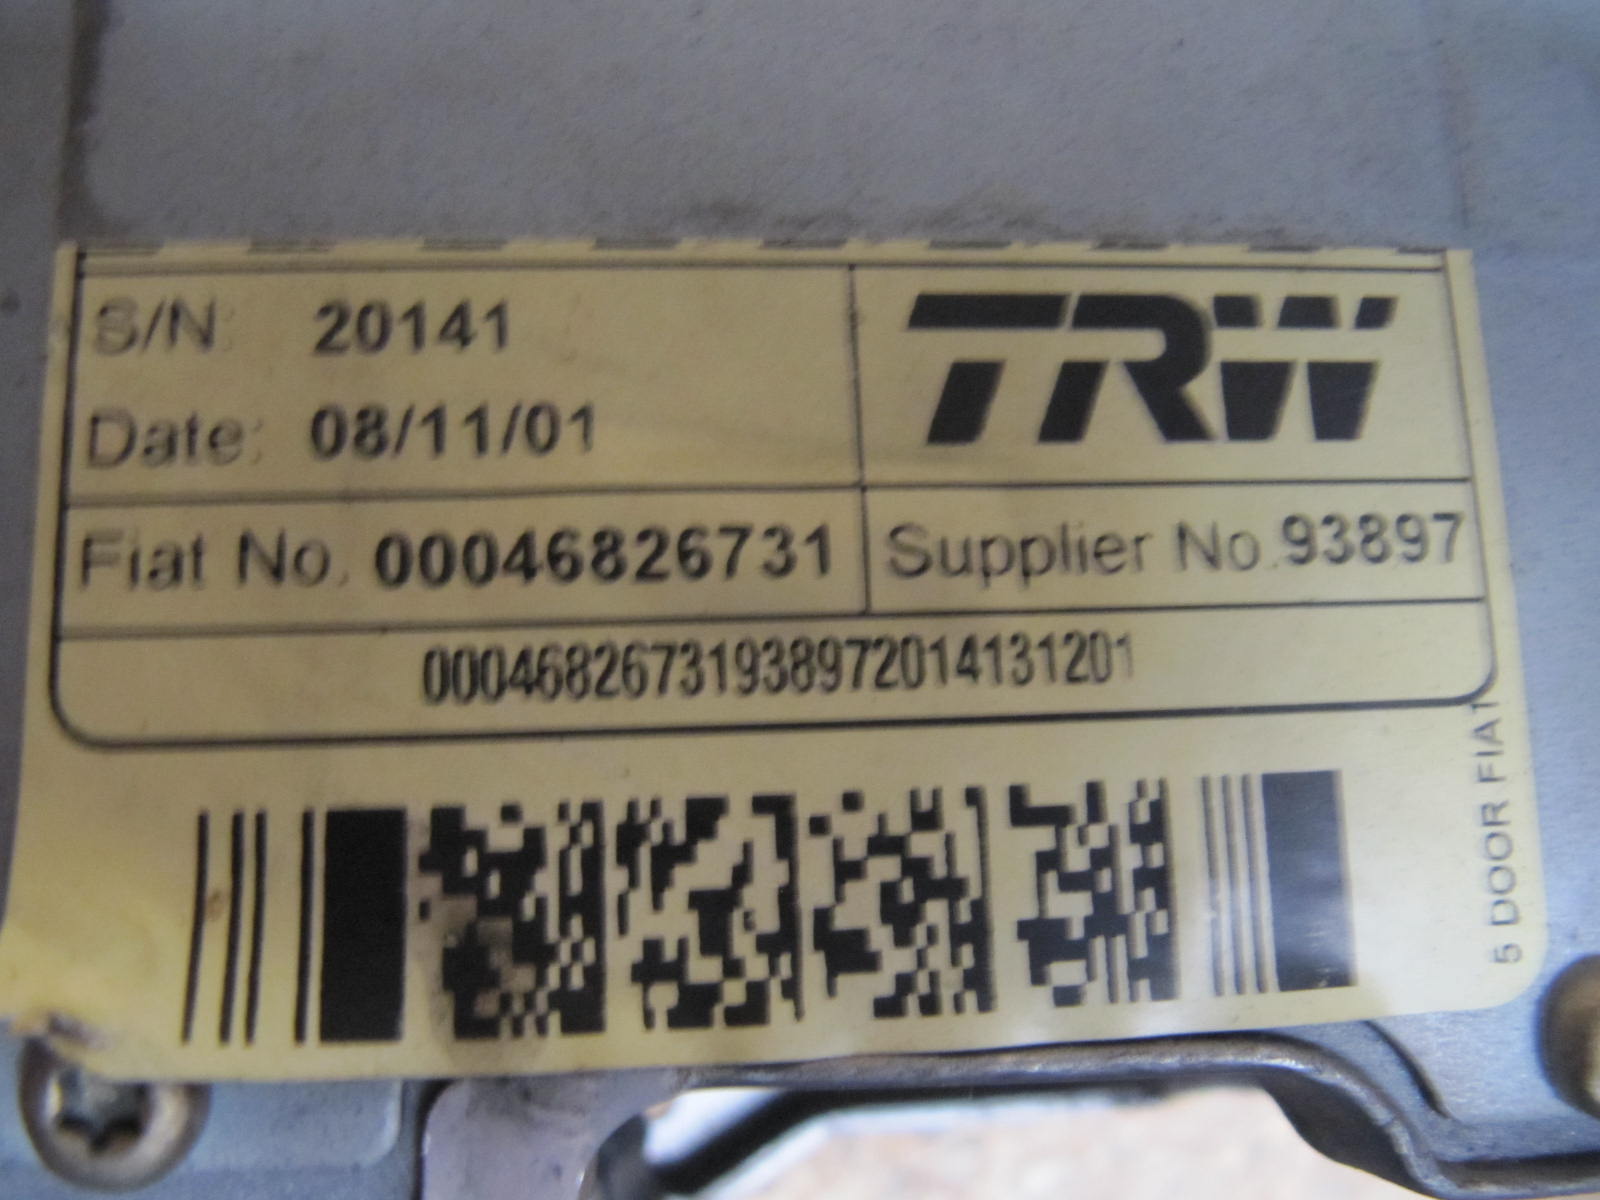 S/N: 20141
TRW
Date: 08/11/01
Fiat No. 00046826731
Supplier No. 93897
00046826731938972014131201
5 DOOR FIAT